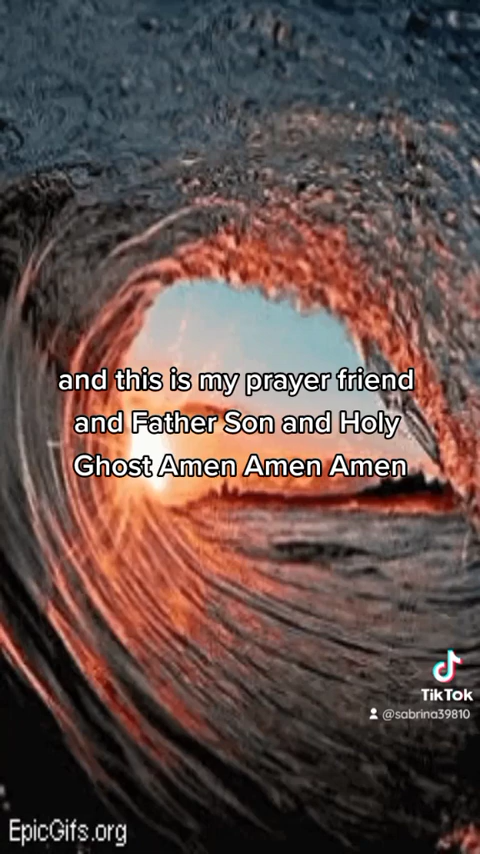 and this is my prayer friend
and Father Son and Holy
Ghost Amen Amen Amen
TikTok
@sabrina39810
EpicGifs.org